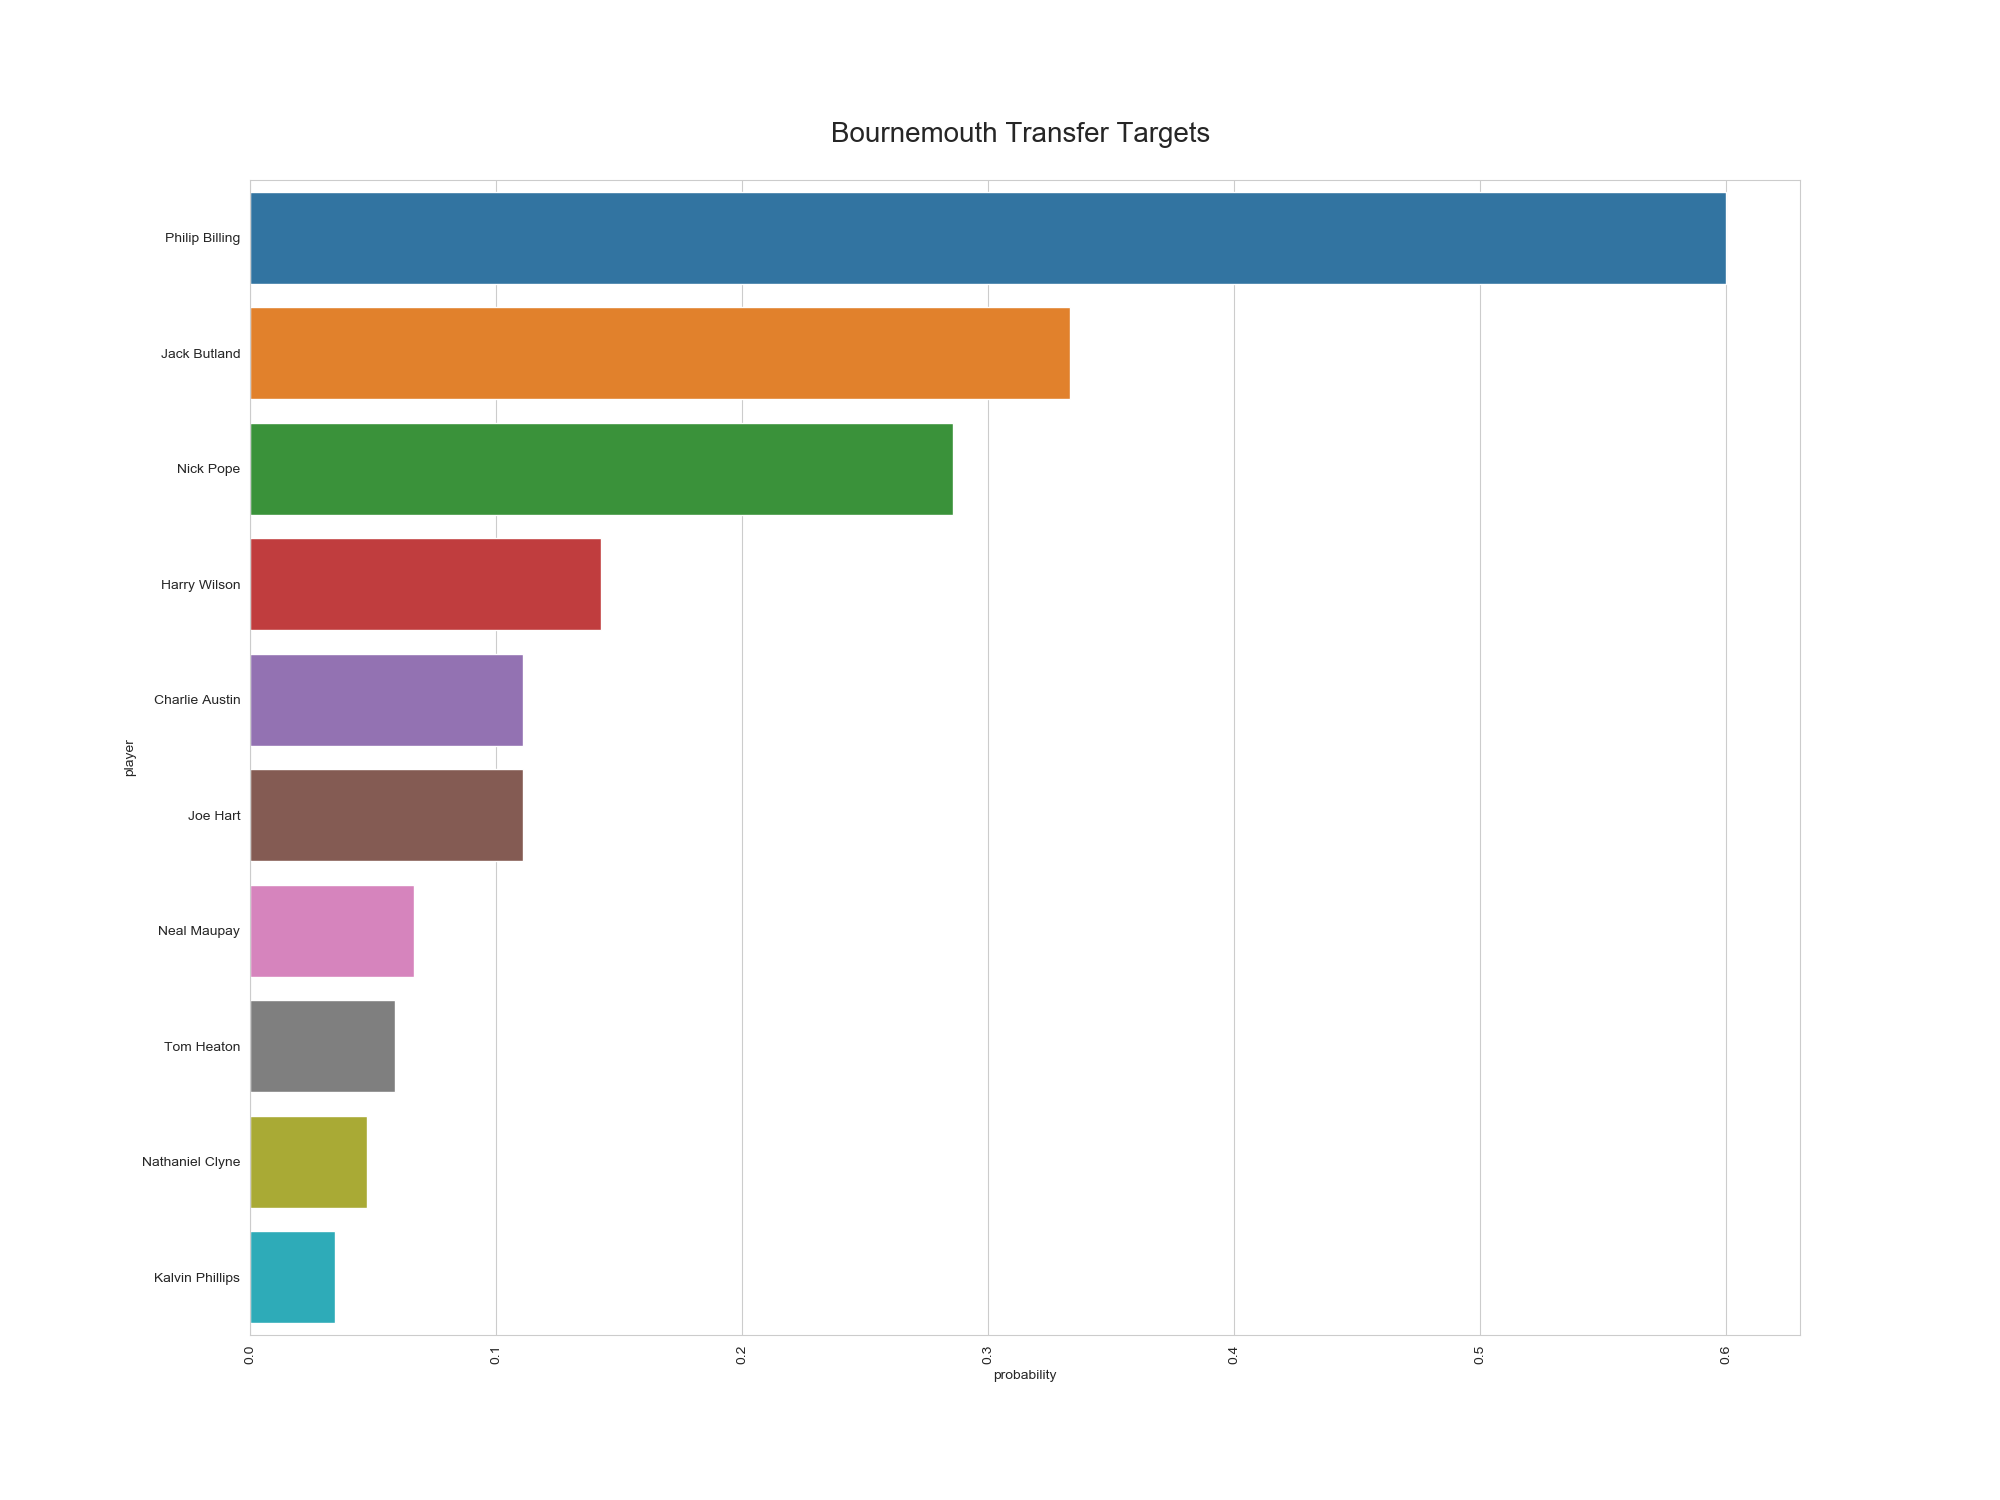 Bournemouth Transfer Targets
Philip Billing
Jack Butland
Nick Pope
Harry Wilson
Charlie Austin
Joe Hart
Neal Maupay
Tom Heaton
Nathaniel Clyne
Kalvin Phillips
player
0.0
0.1
0.2
0.3
0.4
0.5
0.6
probability